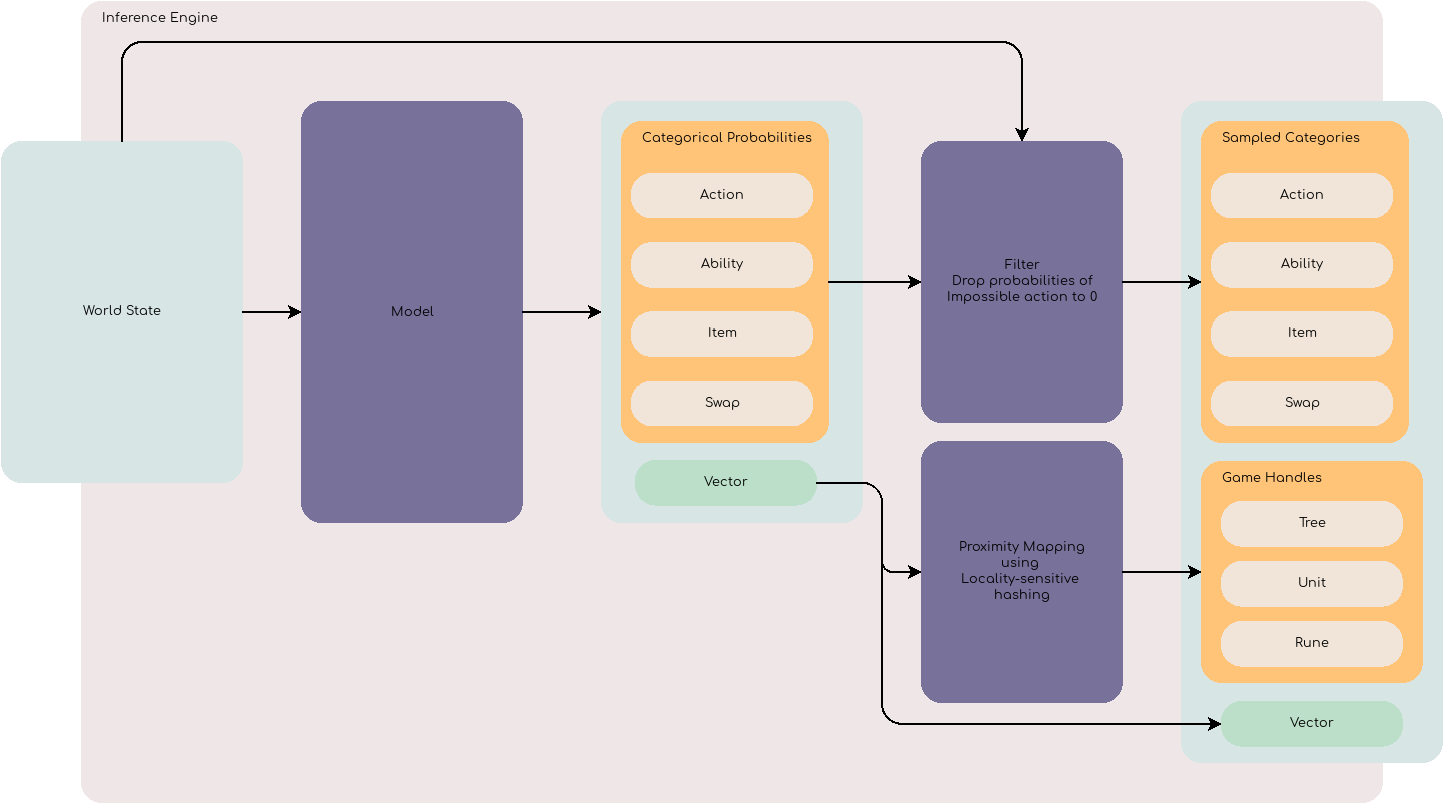 Inference Engine
World State
Model
Categorical Probabilities
Action
Ability
Item
Swap
Vector
Filter
Drop probabilities of
Impossible action to 0
Proximity Mapping
using
Locality-sensitive
hashing
Sampled Categories
Action
Ability
Item
Swap
Game Handles
Tree
Unit
Rune
Vector